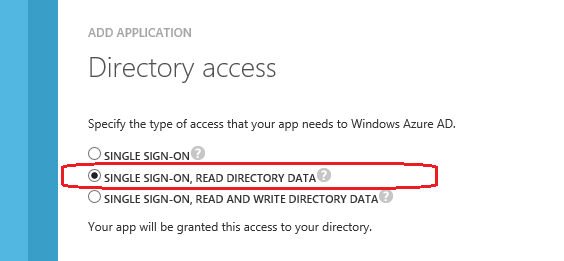 ADD APPLICATION
Directory access
Specify the type of access that your app needs to Windows Azure AD.
SINGLE SIGN-ON ?
SINGLE SIGN-ON, READ DIRECTORY DATA ?
SINGLE SIGN-ON, READ AND WRITE DIRECTORY DATA ?
Your app will be granted this access to your directory.